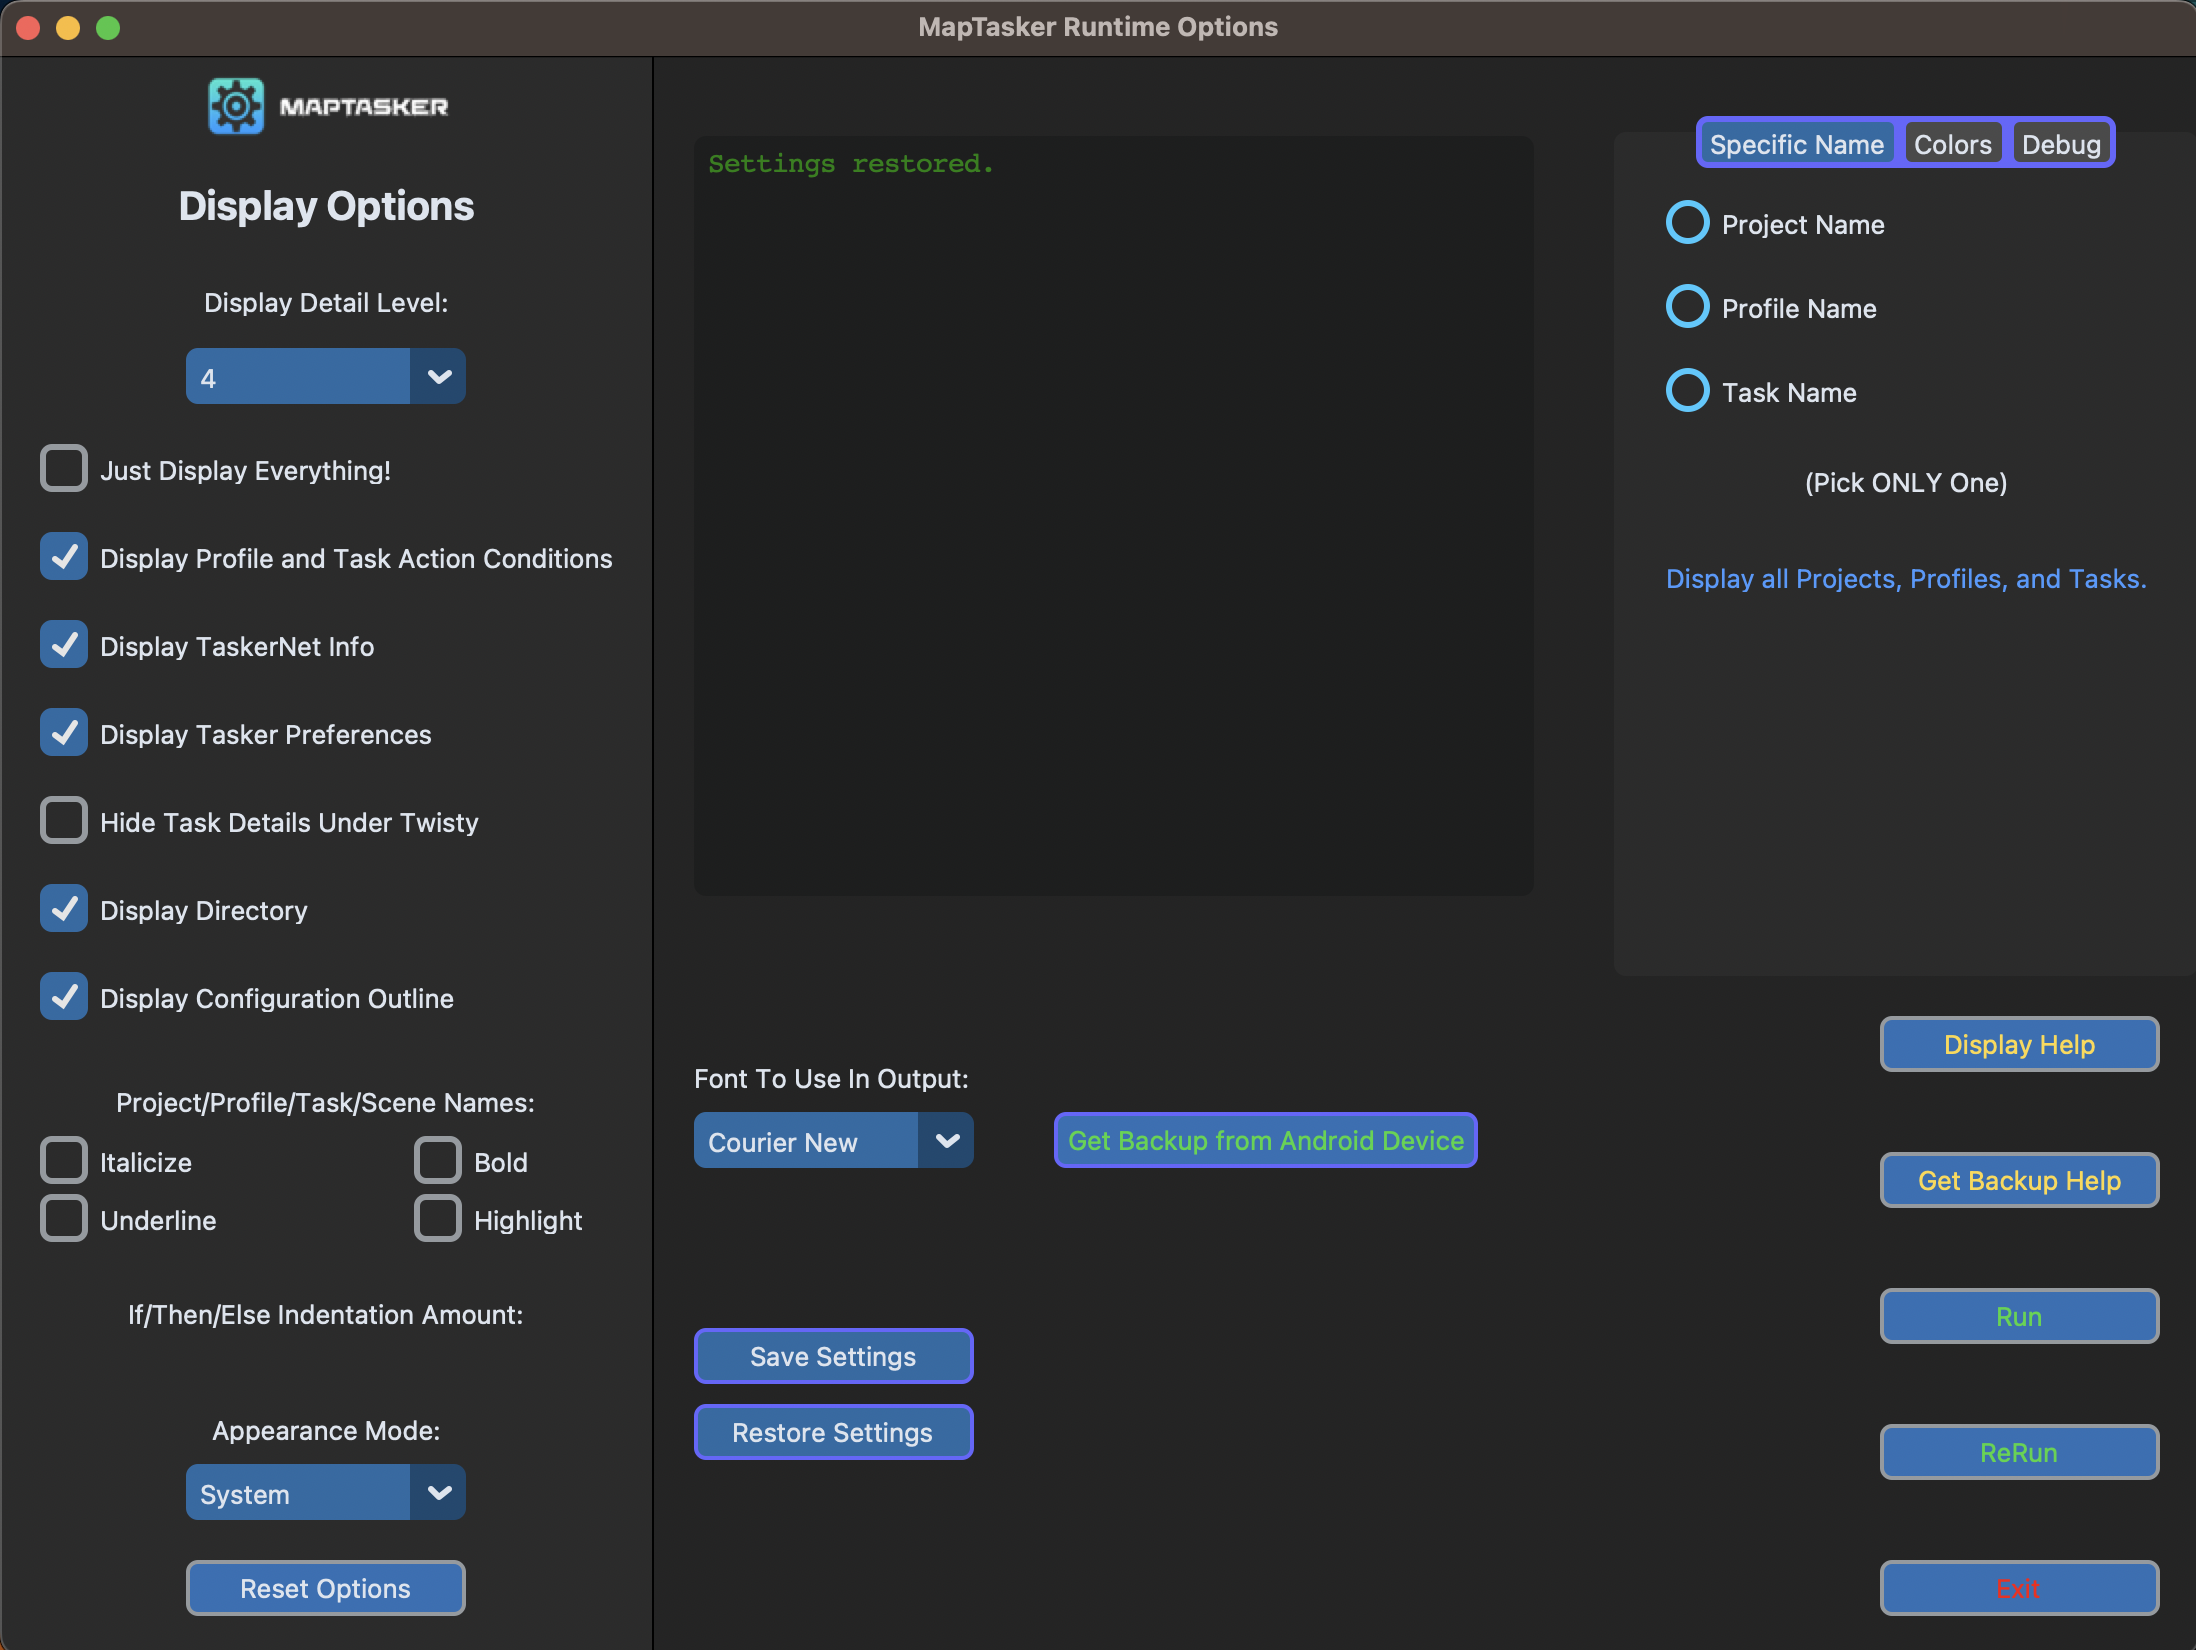 MapTasker Runtime Options
MAPTASKER
Display Options
Display Detail Level:
4
Just Display Everything!
Display Profile and Task Action Conditions
Display TaskerNet Info
Display Tasker Preferences
Hide Task Details Under Twisty
Display Directory
Display Configuration Outline
Project/Profile/Task/Scene Names:
Italicize
Bold
Underline
Highlight
If/Then/Else Indentation Amount:
Appearance Mode:
System
Reset Options
Settings restored.
Font To Use In Output:
Courier New
Get Backup from Android Device
Save Settings
Restore Settings
Specific Name
Colors
Debug
Project Name
Profile Name
Task Name
(Pick ONLY One)
Display all Projects, Profiles, and Tasks.
Display Help
Get Backup Help
Run
ReRun
Exit